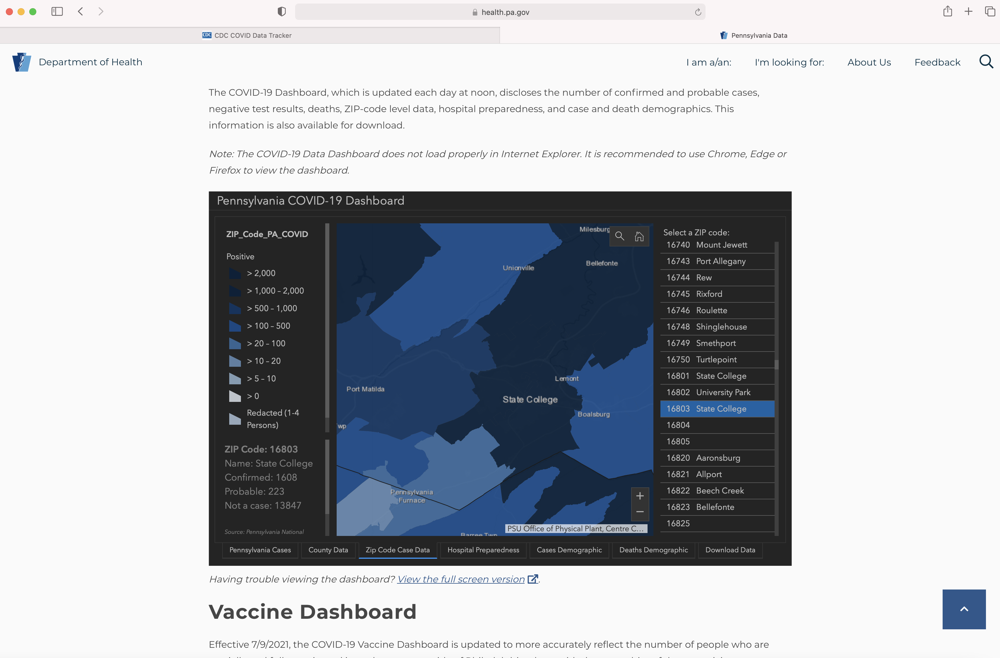 health.pa.gov
CDC CDC COVID Data Tracker
Pennsylvania Data
Department of Health
I am a/an:
I'm looking for:
About Us
Feedback
The COVID-19 Dashboard, which is updated each day at noon, discloses the number of confirmed and probable cases,
negative test results, deaths, ZIP-code level data, hospital preparedness, and case and death demographics. This
information is also available for download.
Note: The COVID-19 Data Dashboard does not load properly in Internet Explorer. It is recommended to use Chrome, Edge or
Firefox to view the dashboard.
Pennsylvania COVID-19 Dashboard
ZIP_Code_PA_COVID
Positive
> 2,000
> 1,000 – 2,000
> 500 – 1,000
> 100 – 500
> 20 – 100
> 10 – 20
> 5 – 10
> 0
Redacted (1-4
Persons)
ZIP Code: 16803
Name: State College
Confirmed: 1608
Probable: 223
Not a case: 13847
Source: Pennsylvania National
Milesburg
Unionville
Bellefonte
Port Matilda
Lemont
State College
Boalsburg
wp
Pennsylvania
Furnace
Barree Twp
PSU Office of Physical Plant, Centre C...
Select a ZIP code:
16740 Mount Jewett
16743 Port Allegany
16744 Rew
16745 Rixford
16746 Roulette
16748 Shinglehouse
16749 Smethport
16750 Turtlepoint
16801 State College
16802 University Park
16803 State College
16804
16805
16820 Aaronsburg
16821 Allport
16822 Beech Creek
16823 Bellefonte
16825
Pennsylvania Cases
County Data
Zip Code Case Data
Hospital Preparedness
Cases Demographic
Deaths Demographic
Download Data
Having trouble viewing the dashboard? View the full screen version.
Vaccine Dashboard
Effective 7/9/2021, the COVID-19 Vaccine Dashboard is updated to more accurately reflect the number of people who are